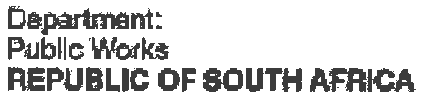 Department:
Public Works
REPUBLIC OF SOUTH AFRICA